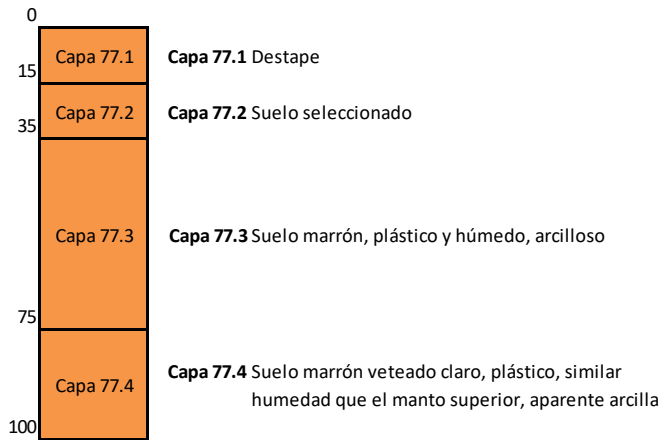 0
Capa 77.1 Capa 77.1 Destape
15
Capa 77.2 Capa 77.2 Suelo seleccionado
35
Capa 77.3 Capa 77.3 Suelo marrón, plástico y húmedo, arcilloso
75
Capa 77.4 Capa 77.4 Suelo marrón veteado claro, plástico, similar
humedad que el manto superior, aparente arcilla
100